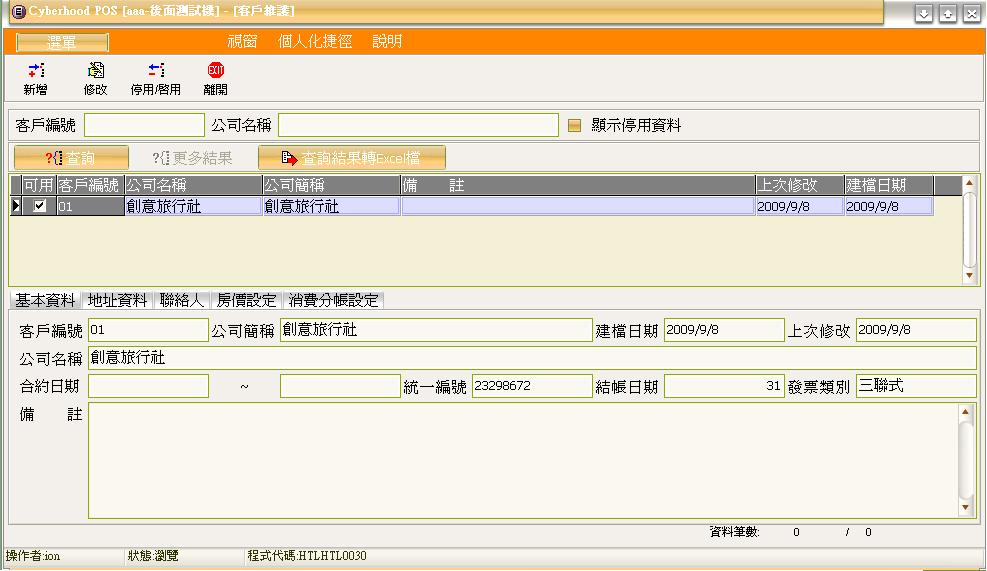 Cyberhood POS [aaa-後面測試機] - [客戶維護]
選單 視窗 個人化捷徑 說明
新增 修改 停用/啓用 EXIT 離開
客戶編號 公司名稱 顯示停用資料
?{} 查詢 ?{} 更多結果 查詢結果轉Excel檔
可用 客戶編號 公司名稱 公司簡稱 備 註 上次修改 建檔日期
01 創意旅行社 創意旅行社 2009/9/8 2009/9/8
基本資料 地址資料 聯絡人 房價設定 消費分帳設定
客戶編號 01 公司簡稱 創意旅行社 建檔日期 2009/9/8 上次修改 2009/9/8
公司名稱 創意旅行社
合約日期 ~ 統一編號 23298672 結帳日期 31 發票類別 三聯式
備 註
資料筆數: 0 / 0
操作者:ion 狀態:瀏覽 程式代碼:HTLHTL0030